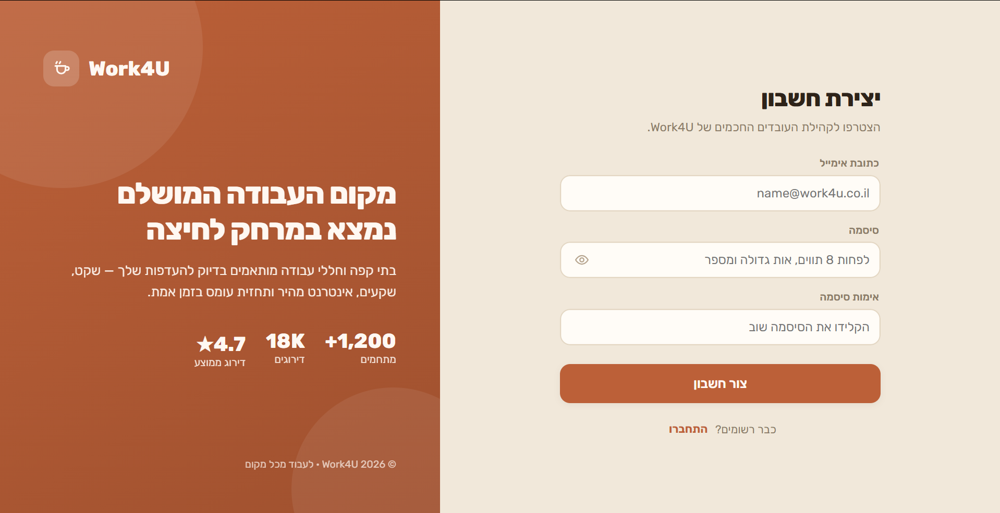 יצירת חשבון
הצטרפו לקהילת העובדים החכמים של Work4U.
כתובת אימייל
name@work4u.co.il
סיסמה
לפחות 8 תווים, אות גדולה ומספר
אימות סיסמה
הקלידו את הסיסמה שוב
צור חשבון
כבר רשומים? התחברו
Work4U
מקום העבודה המושלם
נמצא במרחק לחיצה
בתי קפה וחללי עבודה מותאמים בדיוק להעדפות שלך – שקט,
שקעים, אינטרנט מהיר ותחזית עומס בזמן אמת.
+1,200 18K ★4.7
מתחמים דירוגים דירוג ממוצע
© 2026 Work4U • לעבוד מכל מקום